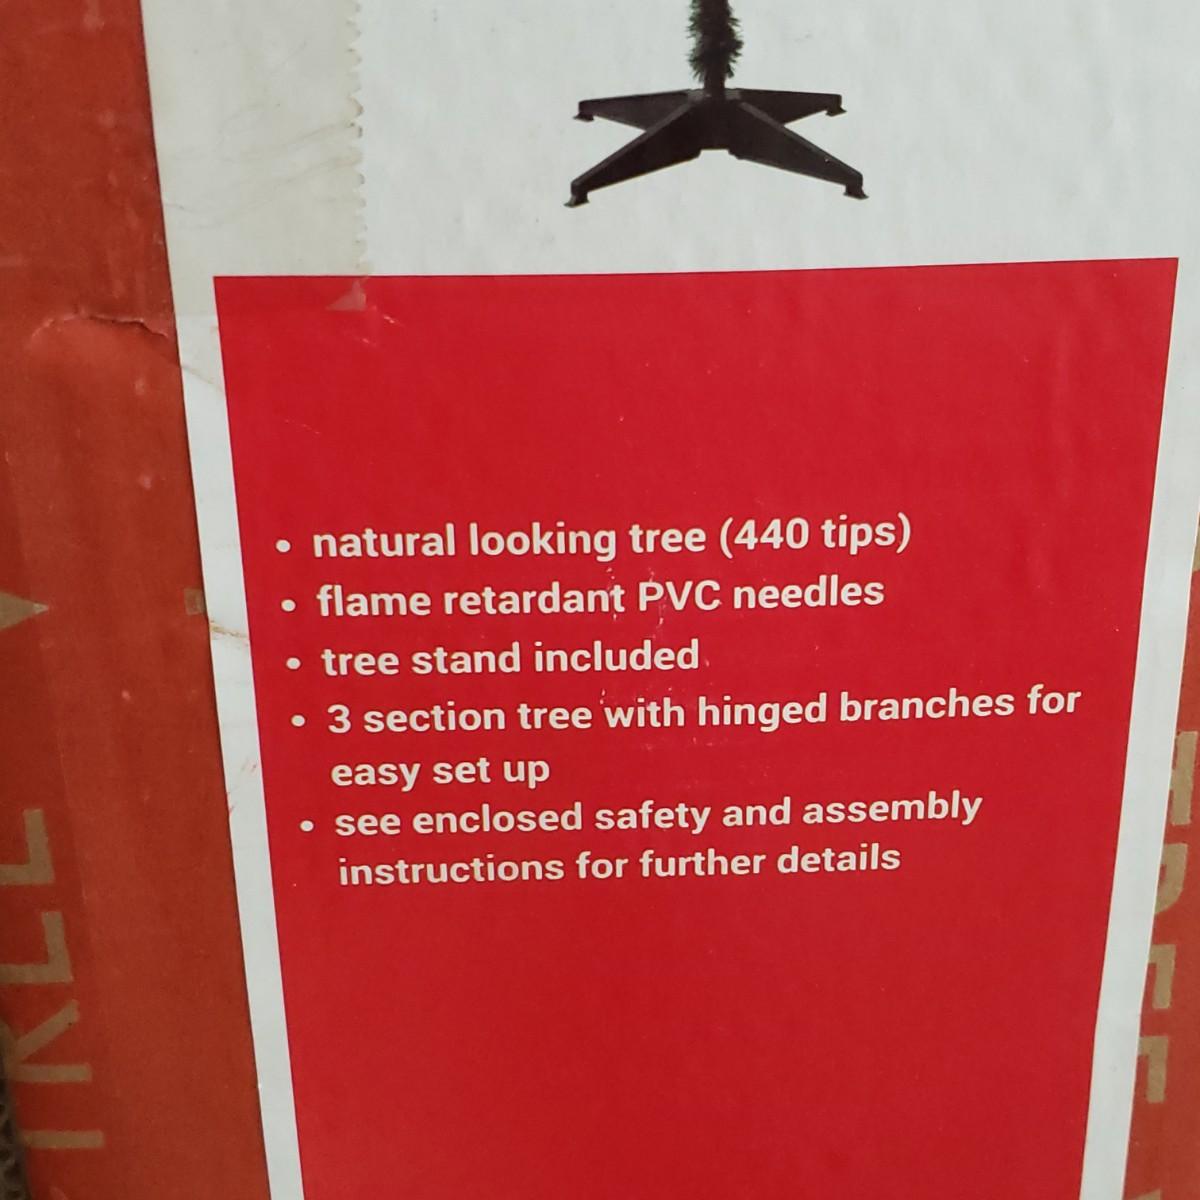 • natural looking tree (440 tips)
• flame retardant PVC needles
• tree stand included
• 3 section tree with hinged branches for
easy set up
• see enclosed safety and assembly
instructions for further details
TREE